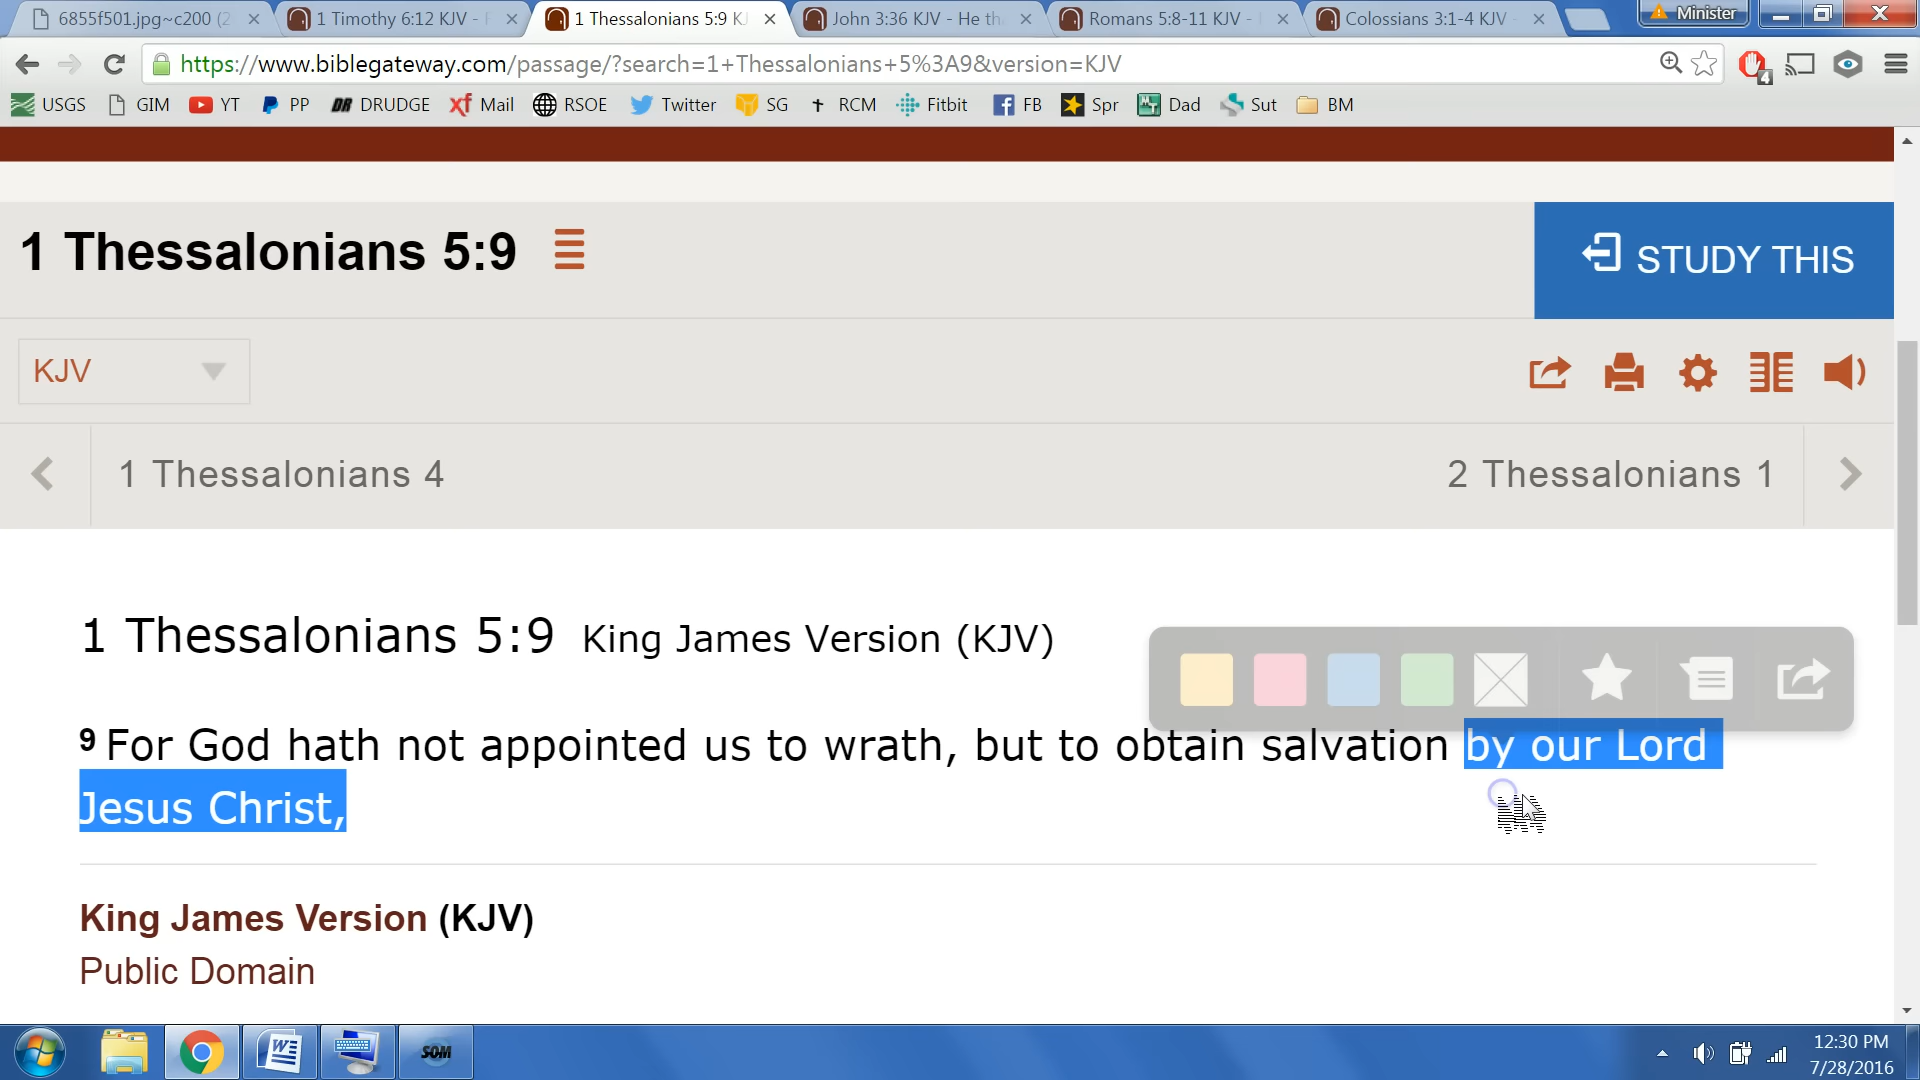 6855f501.jpg~c200 (2
1 Timothy 6:12 KJV - F
1 Thessalonians 5:9 KJ
John 3:36 KJV - He th
Romans 5:8-11 KJV -
Colossians 3:1-4 KJV -
Minister
https://www.biblegateway.com/passage/?search=1+Thessalonians+5%3A9&version=KJV
4
USGS
GIM
YT
PP
DR DRUDGE
xf Mail
RSOE
Twitter
SG
RCM
Fitbit
FB
Spr
Dad
Sut
BM
1 Thessalonians 5:9
STUDY THIS
KJV
1 Thessalonians 4
2 Thessalonians 1
1 Thessalonians 5:9 King James Version (KJV)
9 For God hath not appointed us to wrath, but to obtain salvation by our Lord
Jesus Christ,
King James Version (KJV)
Public Domain
SOM
12:30 PM
7/28/2016